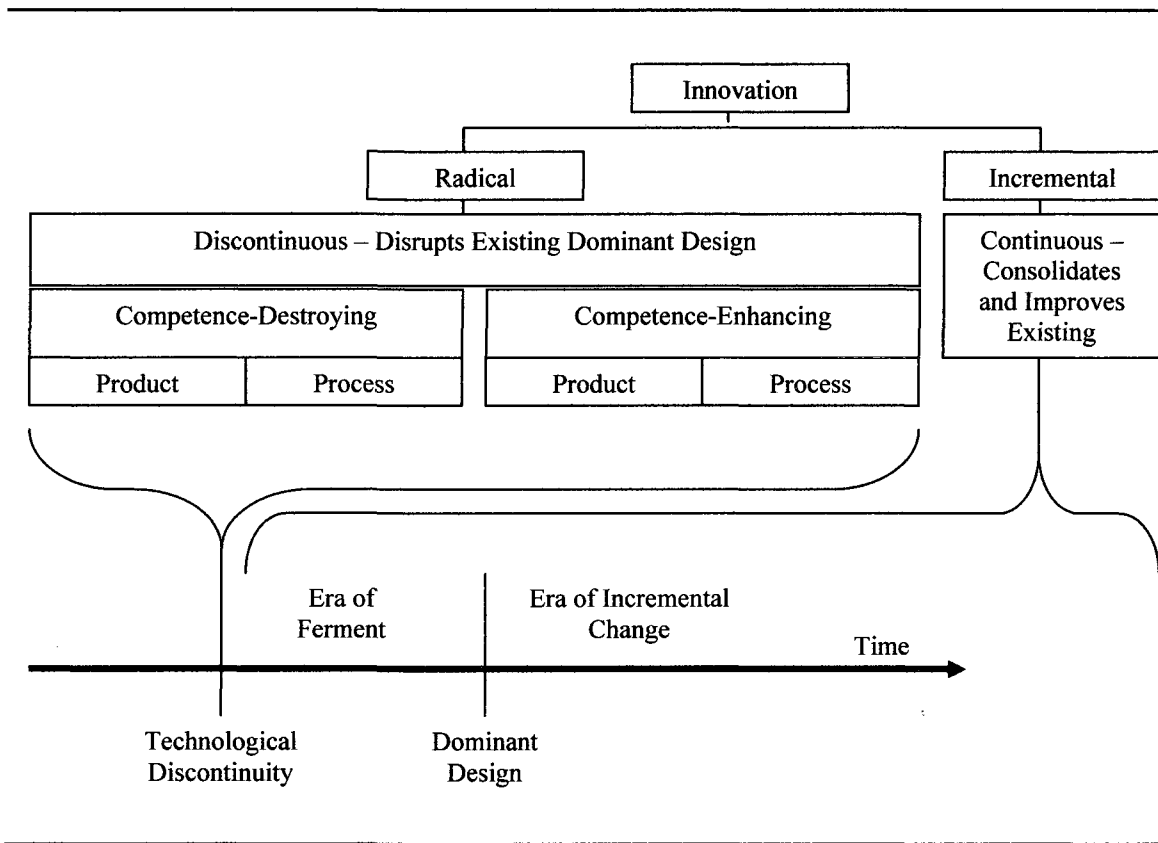 Innovation
Radical
Incremental
Discontinuous – Disrupts Existing Dominant Design
Continuous –
Consolidates
and Improves
Existing
Competence-Destroying
Competence-Enhancing
Product
Process
Product
Process
Era of
Ferment
Era of Incremental
Change
Time
Technological
Discontinuity
Dominant
Design